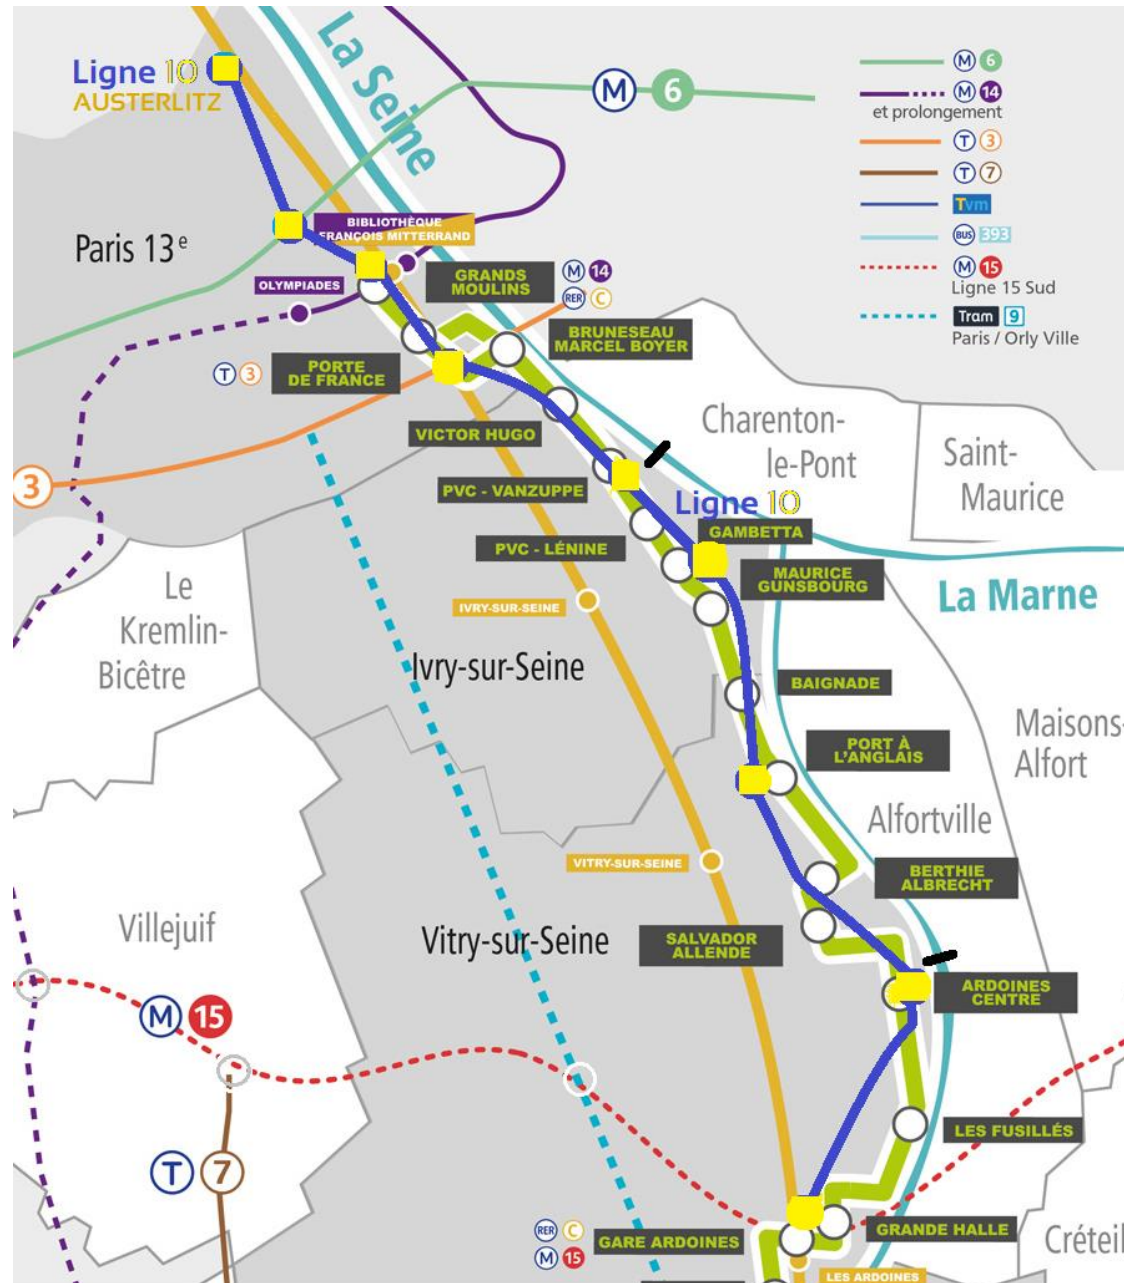 Ligne 10
AUSTERLITZ
La Seine
M 6
M 6
M 14
et prolongement
T 3
T 7
Tvm
BUS 393
M 15
Ligne 15 Sud
Tram 9
Paris / Orly Ville
Paris 13e
BIBLIOTHÈQUE
FRANÇOIS MITTERRAND
OLYMPIADES
GRANDS
MOULINS
M 14
RER C
BRUNESEAU
MARCEL BOYER
T 3
PORTE
DE FRANCE
3
VICTOR HUGO
Charenton-
le-Pont
Saint-
Maurice
PVC - VANZUPPE
Ligne 10
GAMBETTA
PVC - LÉNINE
MAURICE
GUNSBOURG
Le
Kremlin-
Bicêtre
IVRY-SUR-SEINE
La Marne
Ivry-sur-Seine
BAIGNADE
PORT À
L'ANGLAIS
Maisons-
Alfort
Alfortville
VITRY-SUR-SEINE
BERTHIE
ALBRECHT
Villejuif
Vitry-sur-Seine
SALVADOR
ALLENDE
ARDOINES
CENTRE
M 15
LES FUSILLÉS
T 7
RER C
M 15
GARE ARDOINES
GRANDE HALLE
Créteil
LES ARDOINES